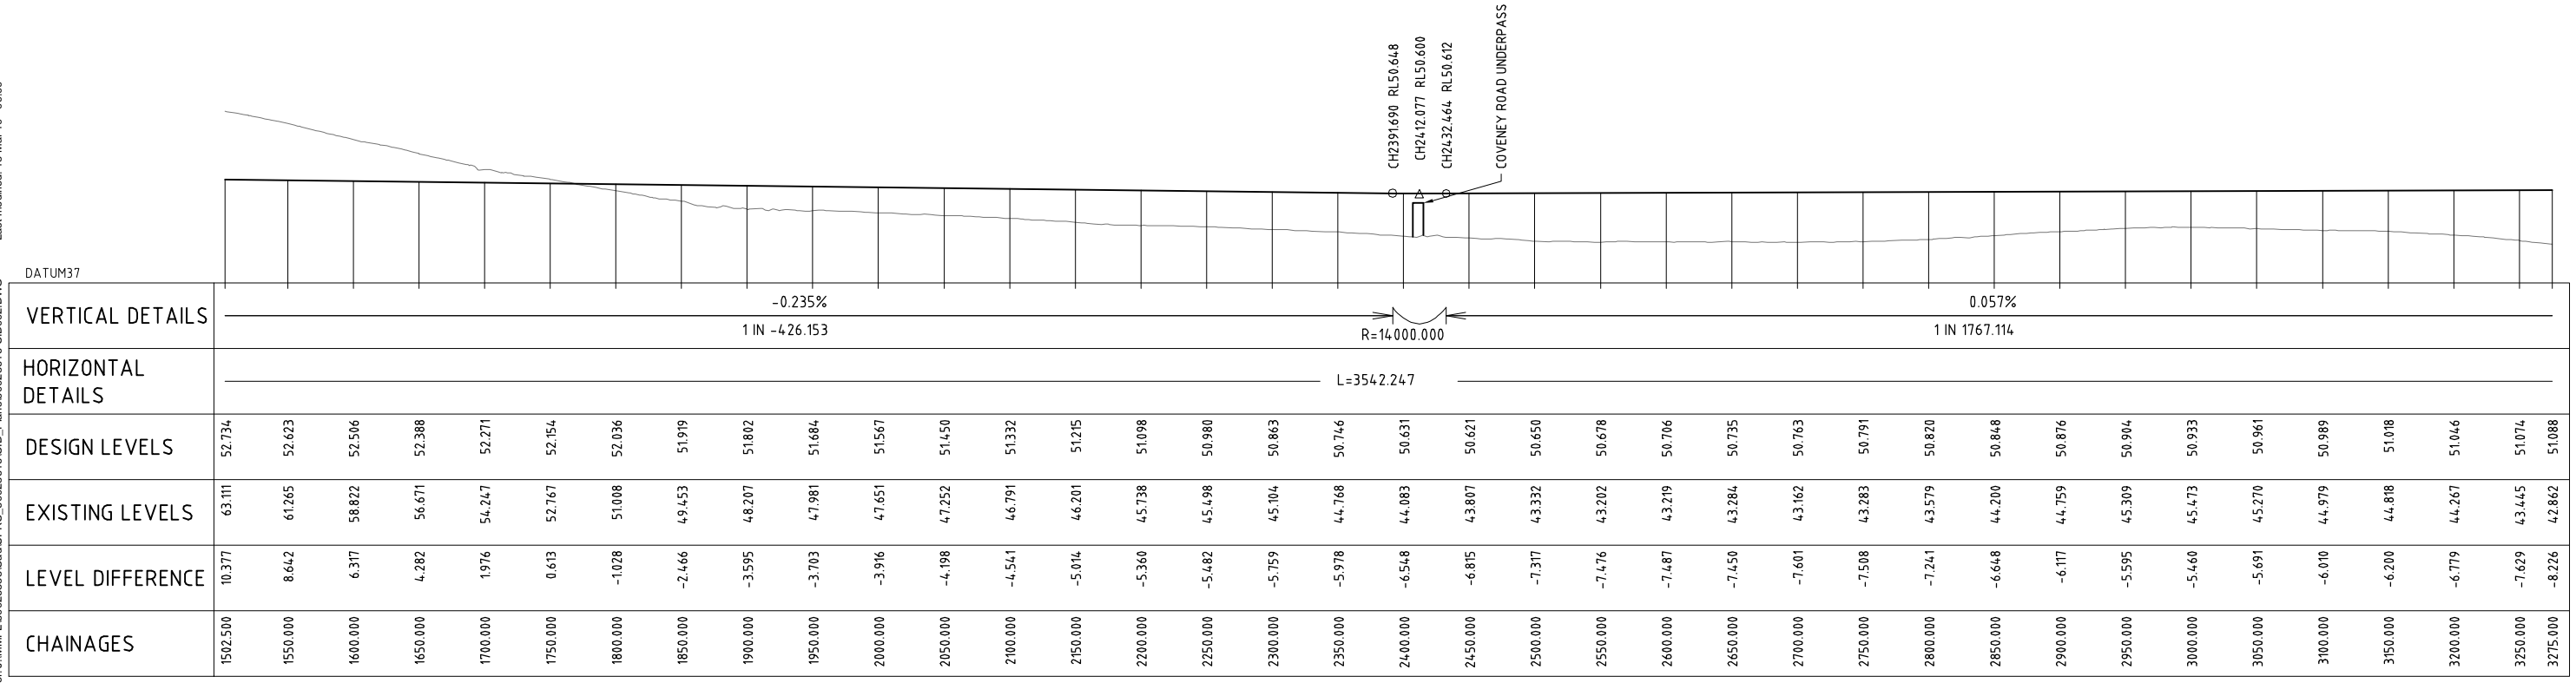 CH2391.690 RL50.648
CH2412.077 RL50.600
CH2432.464 RL50.612
COVENEY ROAD UNDERPASS
DATUM37
VERTICAL DETAILS
-0.235%
1 IN -426.153
R=14000.000
0.057%
1 IN 1767.114
HORIZONTAL
DETAILS
L=3542.247
DESIGN LEVELS 52.734 52.623 52.506 52.388 52.271 52.154 52.036 51.919 51.802 51.684 51.567 51.450 51.332 51.215 51.098 50.980 50.863 50.746 50.631 50.621 50.650 50.678 50.706 50.735 50.763 50.791 50.820 50.848 50.876 50.904 50.933 50.961 50.989 51.018 51.046 51.074 51.088
EXISTING LEVELS 63.111 61.265 58.822 56.671 54.247 52.767 51.008 49.453 48.207 47.981 47.651 47.252 46.791 46.201 45.738 45.498 45.104 44.768 44.083 43.807 43.332 43.202 43.219 43.284 43.162 43.283 43.579 44.200 44.759 45.309 45.473 45.270 44.979 44.818 44.267 43.445 42.862
LEVEL DIFFERENCE 10.377 8.642 6.317 4.282 1.976 0.613 -1.028 -2.466 -3.595 -3.703 -3.916 -4.198 -4.541 -5.014 -5.360 -5.482 -5.759 -5.978 -6.548 -6.815 -7.317 -7.476 -7.487 -7.450 -7.601 -7.508 -7.241 -6.648 -6.117 -5.595 -5.460 -5.691 -6.010 -6.200 -6.779 -7.629 -8.226
CHAINAGES 1502.500 1550.000 1600.000 1650.000 1700.000 1750.000 1800.000 1850.000 1900.000 1950.000 2000.000 2050.000 2100.000 2150.000 2200.000 2250.000 2300.000 2350.000 2400.000 2450.000 2500.000 2550.000 2600.000 2650.000 2700.000 2750.000 2800.000 2850.000 2900.000 2950.000 3000.000 3050.000 3100.000 3150.000 3200.000 3250.000 3275.000